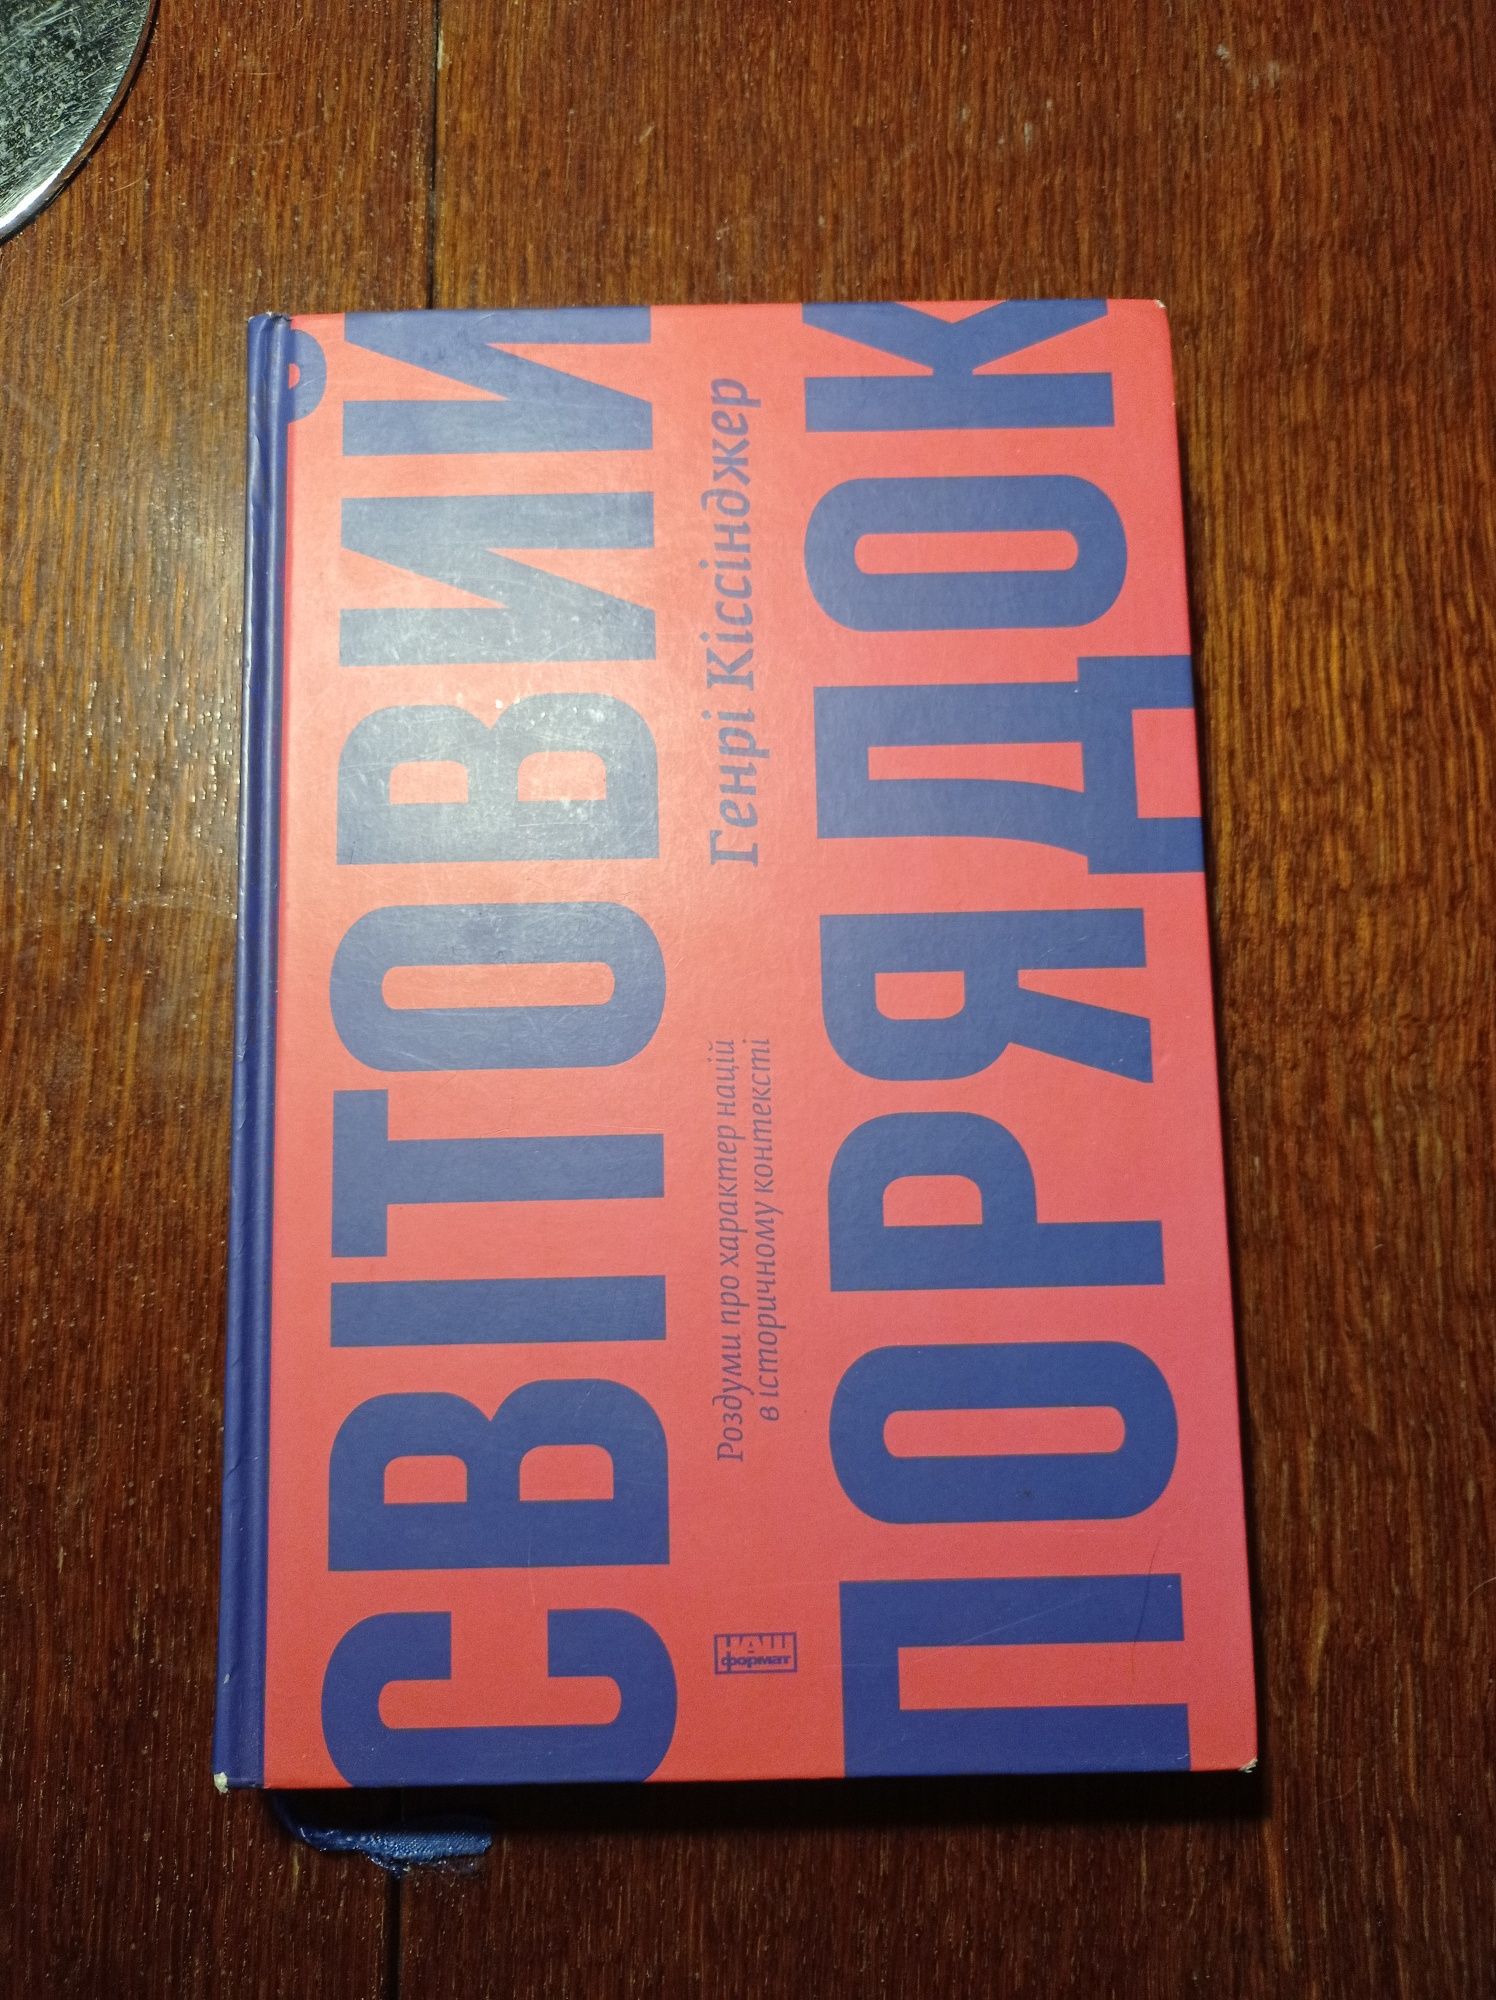 СВІТОВИЙ
Роздуми про характер націй
в історичному контексті
Генрі Кіссінджер
НАШ
формат
ПОРЯДОК